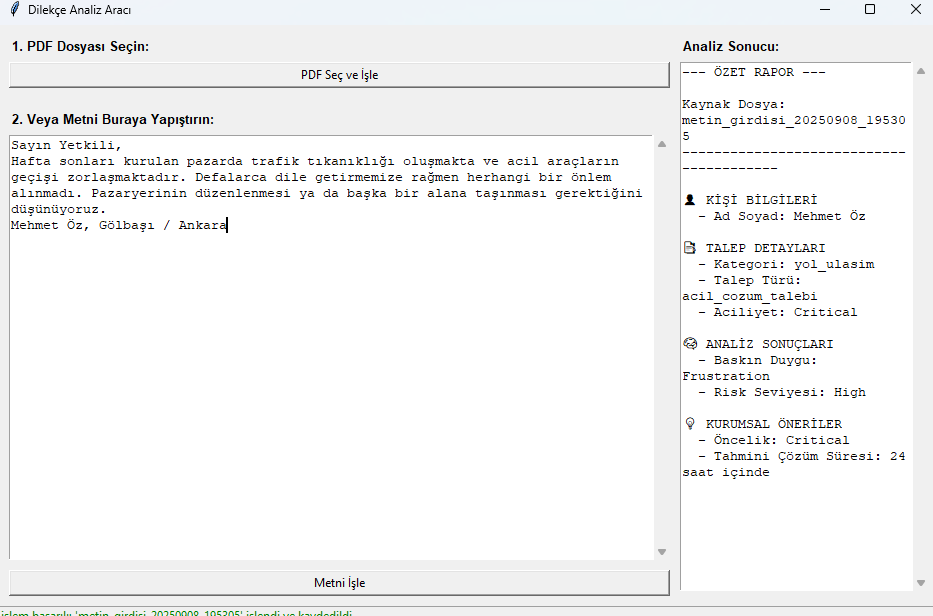 Dilekçe Analiz Aracı
1. PDF Dosyası Seçin:
PDF Seç ve İşle
2. Veya Metni Buraya Yapıştırın:
Sayın Yetkili,
Hafta sonları kurulan pazarda trafik tıkanıklığı oluşmakta ve acil araçların
geçişi zorlaşmaktadır. Defalarca dile getirmemize rağmen herhangi bir önlem
alınmadı. Pazaryerinin düzenlenmesi ya da başka bir alana taşınması gerektiğini
düşünüyoruz.
Mehmet Öz, Gölbaşı / Ankara
Metni İşle
Analiz Sonucu:
--- ÖZET RAPOR ---
Kaynak Dosya:
metin_girdisi_20250908_19530
5
----------------------------
------------
KİŞİ BİLGİLERİ
- Ad Soyad: Mehmet Öz
TALEP DETAYLARI
- Kategori: yol_ulasim
- Talep Türü:
acil_cozum_talebi
- Aciliyet: Critical
ANALİZ SONUÇLARI
- Baskın Duygu:
Frustration
- Risk Seviyesi: High
KURUMSAL ÖNERİLER
- Öncelik: Critical
- Tahmini Çözüm Süresi: 24
saat içinde
işlem başarılı: 'metin_girdisi_20250908_195305' işlendi ve kaydedildi.